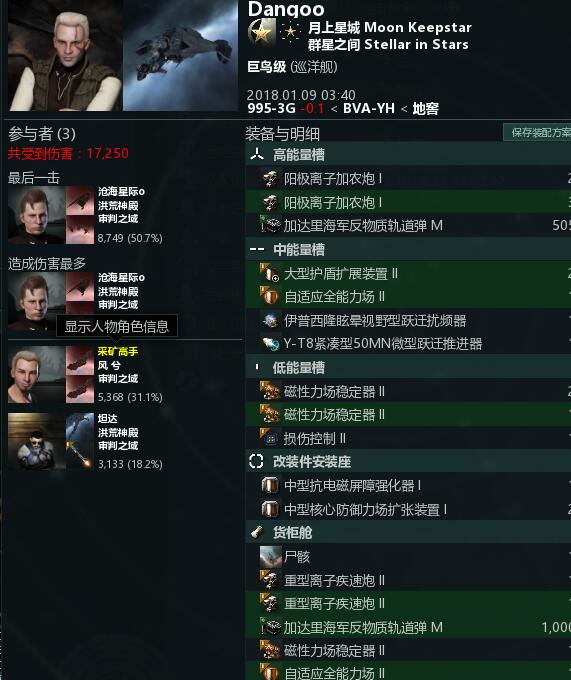 Dangoo
月上星城 Moon Keepstar
群星之间 Stellar in Stars
巨鸟级 (巡洋舰)
2018.01.09 03:40
995-3G -0.1 < BVA-YH < 地窖
参与者 (3)
共受到伤害：17,250
最后一击
沧海星际o
洪荒神殿
审判之域
8,749 (50.7%)
造成伤害最多
沧海星际o
洪荒神殿
审判之域
显示人物角色信息
采矿高手
风 兮
审判之域
5,368 (31.1%)
坦达
洪荒神殿
审判之域
3,133 (18.2%)
装备与明细
保存装配方案
高能量槽
阳极离子加农炮 I
阳极离子加农炮 I
加达里海军反物质轨道弹 M 505
中能量槽
大型护盾扩展装置 II
自适应全能力场 II
伊普西隆眩晕视野型跃迁扰频器
Y-T8紧凑型50MN微型跃迁推进器
低能量槽
磁性力场稳定器 II
磁性力场稳定器 II
损伤控制 II
改装件安装座
中型抗电磁屏障强化器 I
中型核心防御力场扩张装置 I
货柜舱
尸骸
重型离子疾速炮 II
重型离子疾速炮 II
加达里海军反物质轨道弹 M 1,000
磁性力场稳定器 II
自适应全能力场 II